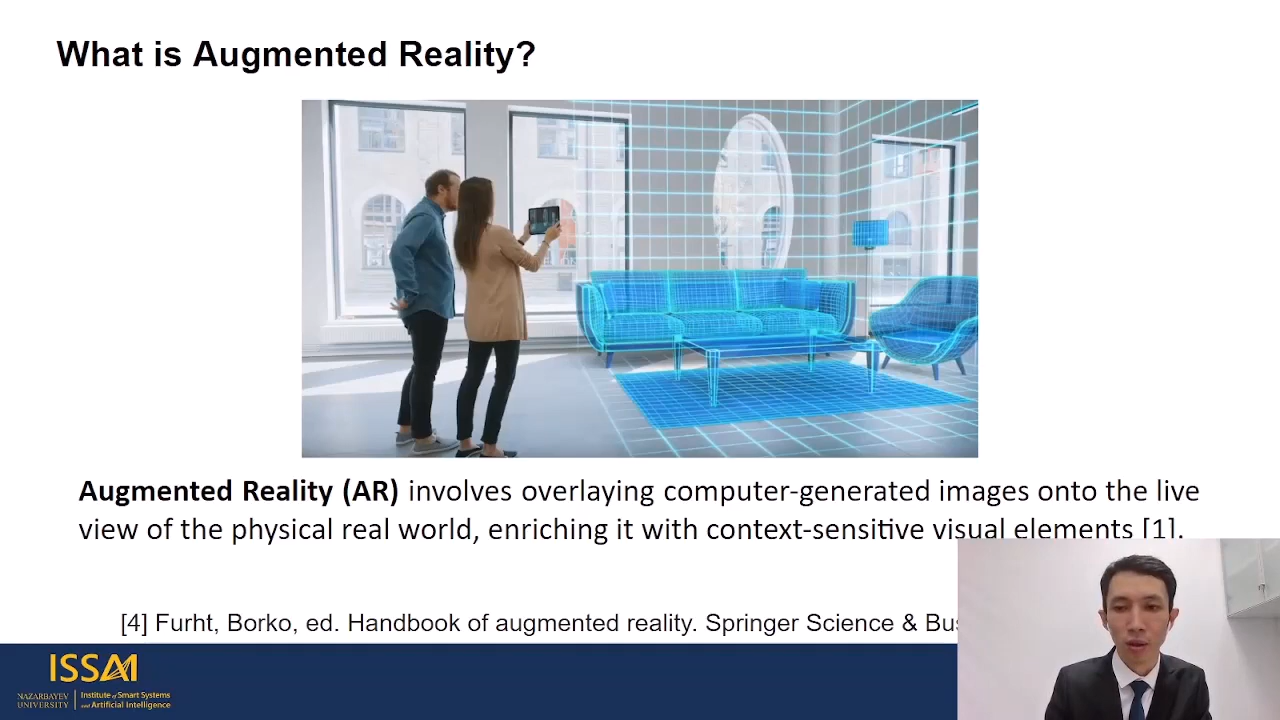 What is Augmented Reality?
Augmented Reality (AR) involves overlaying computer-generated images onto the live
view of the physical real world, enriching it with context-sensitive visual elements [1].
[4] Furht, Borko, ed. Handbook of augmented reality. Springer Science &
ISSAI
NAZARBAYEV
UNIVERSITY
Institute of Smart Systems
and Artificial Intelligence